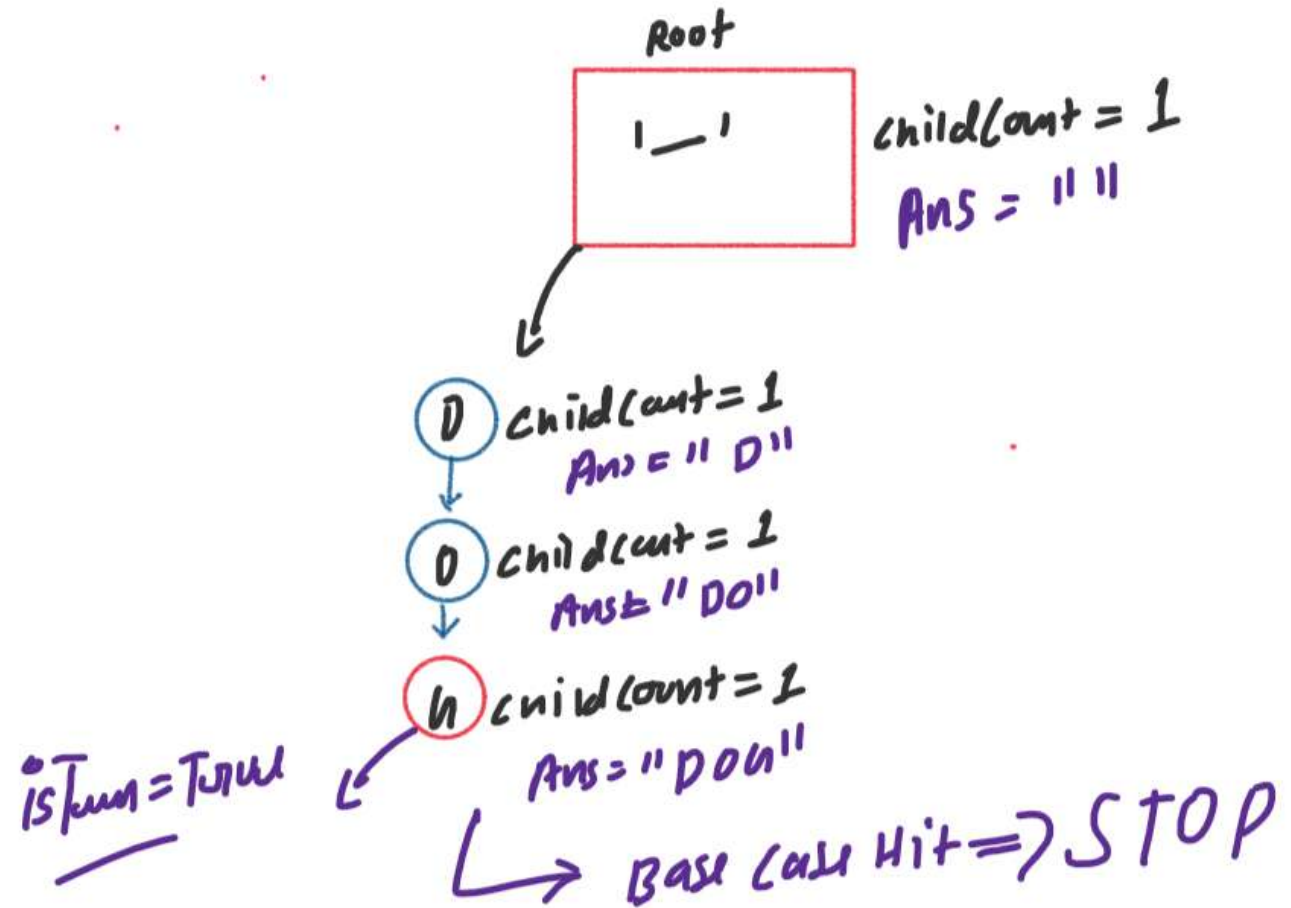 Root
'_'
childCount = 1
Ans = " "
D
childCount = 1
Ans = " D"
O
childCount = 1
Ans = "DO"
G
childCount = 1
Ans = "DOG"
isTerm = True
Base Case Hit => STOP